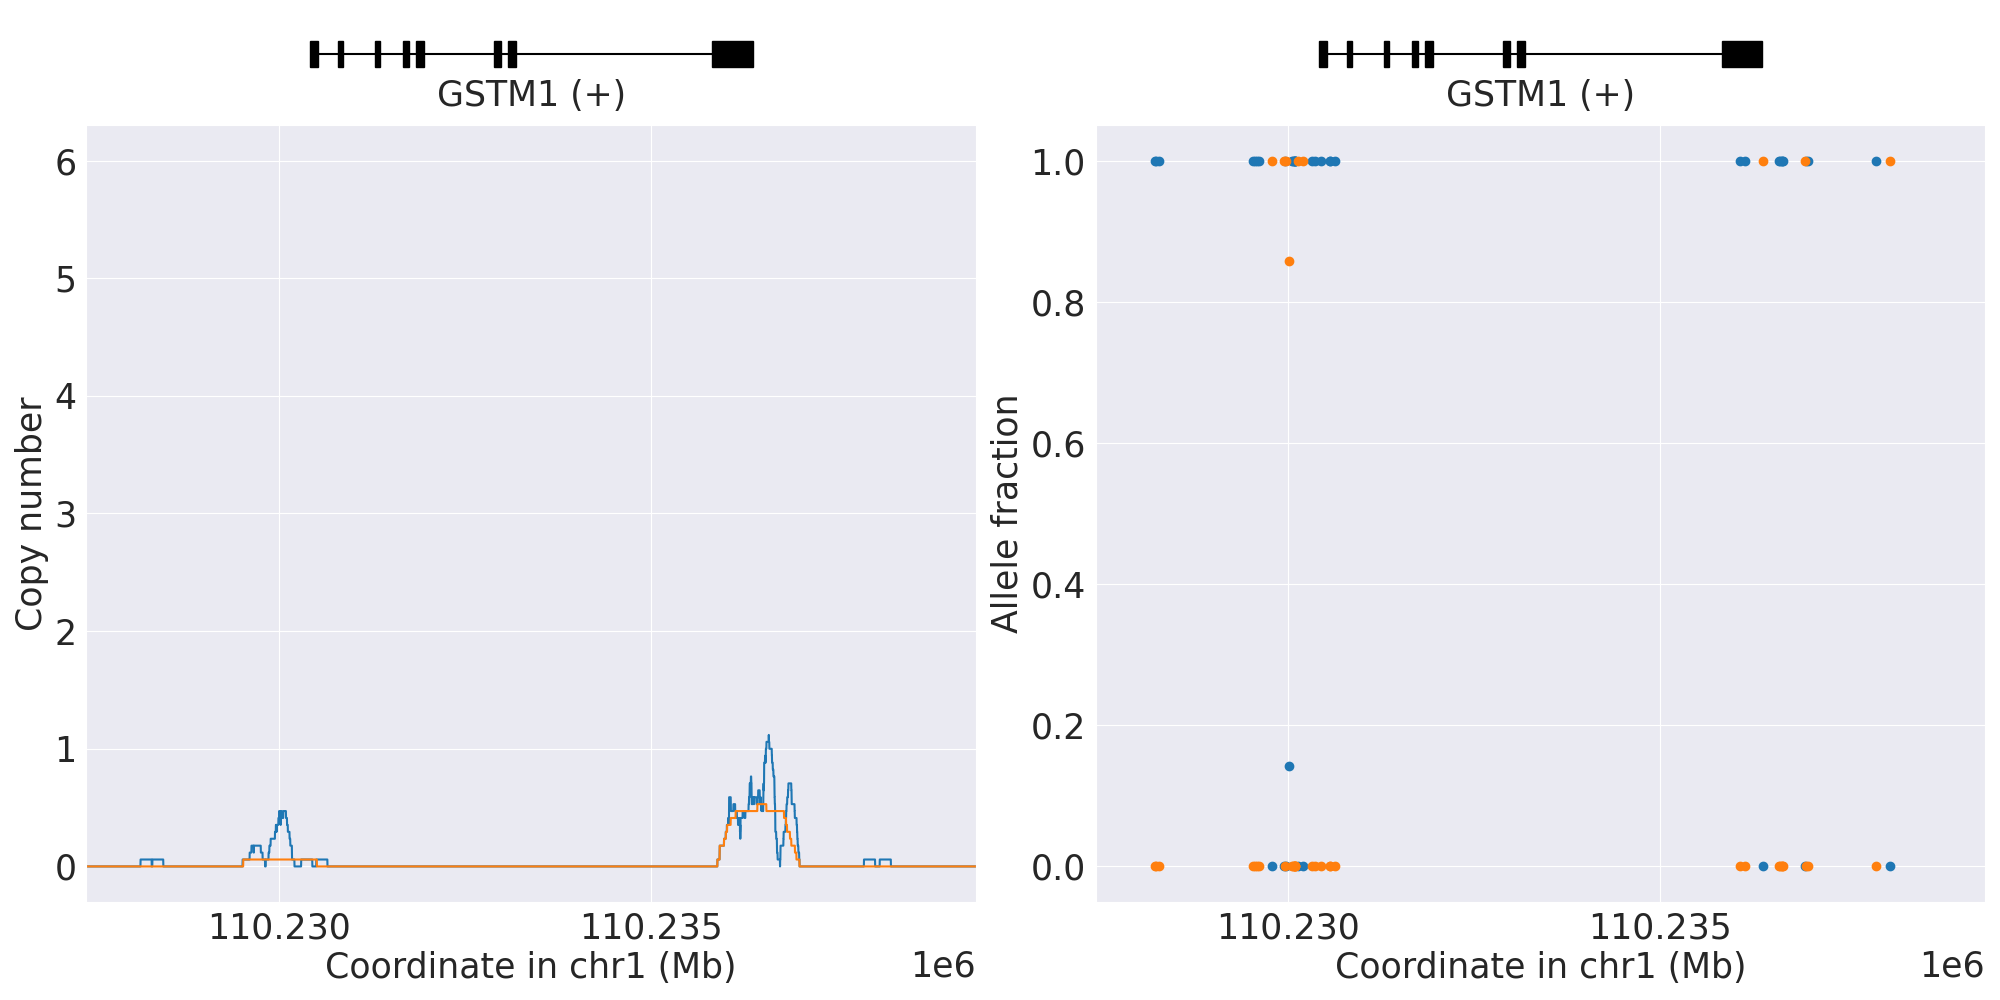 GSTM1 (+)
6
5
4
3
2
1
0
Copy number
110.230
110.235
Coordinate in chr1 (Mb)
1e6
GSTM1 (+)
1.0
0.8
0.6
0.4
0.2
0.0
Allele fraction
110.230
110.235
Coordinate in chr1 (Mb)
1e6